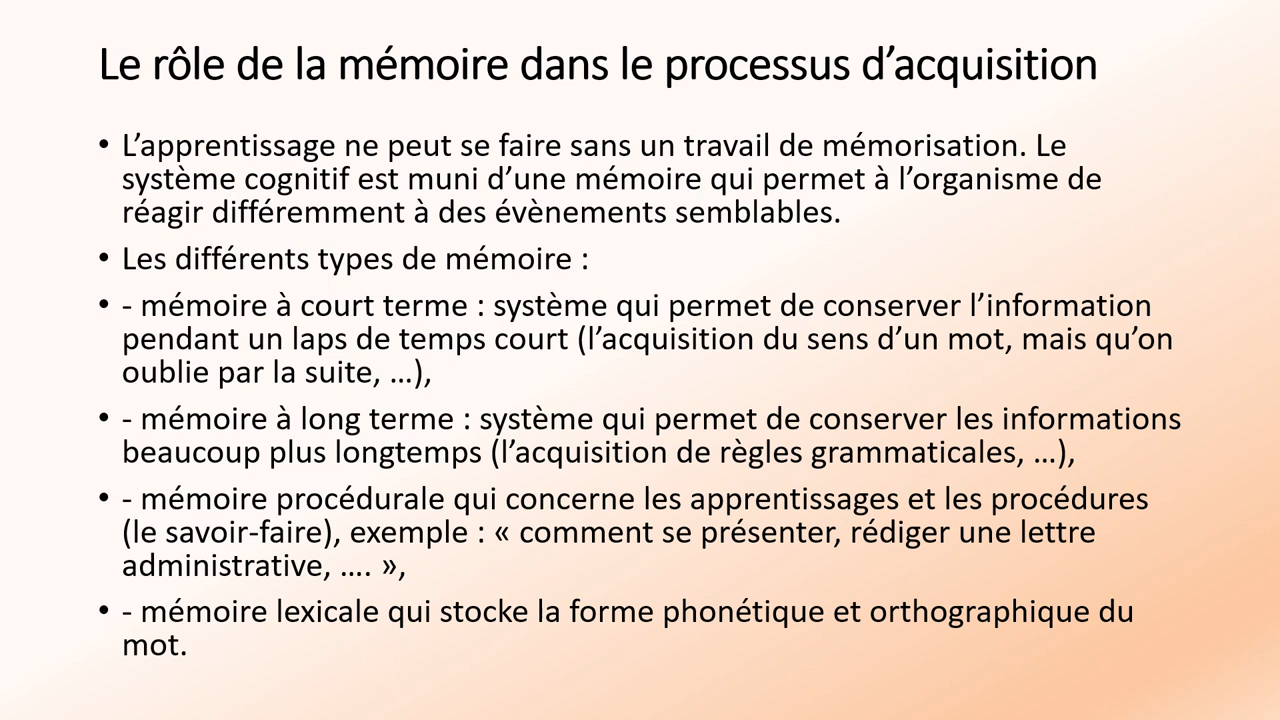 Le rôle de la mémoire dans le processus d’acquisition
• L’apprentissage ne peut se faire sans un travail de mémorisation. Le
système cognitif est muni d’une mémoire qui permet à l’organisme de
réagir différemment à des évènements semblables.
• Les différents types de mémoire :
• - mémoire à court terme : système qui permet de conserver l’information
pendant un laps de temps court (l’acquisition du sens d’un mot, mais qu’on
oublie par la suite, …),
• - mémoire à long terme : système qui permet de conserver les informations
beaucoup plus longtemps (l’acquisition de règles grammaticales, …),
• - mémoire procédurale qui concerne les apprentissages et les procédures
(le savoir-faire), exemple : « comment se présenter, rédiger une lettre
administrative, …. »,
• - mémoire lexicale qui stocke la forme phonétique et orthographique du
mot.